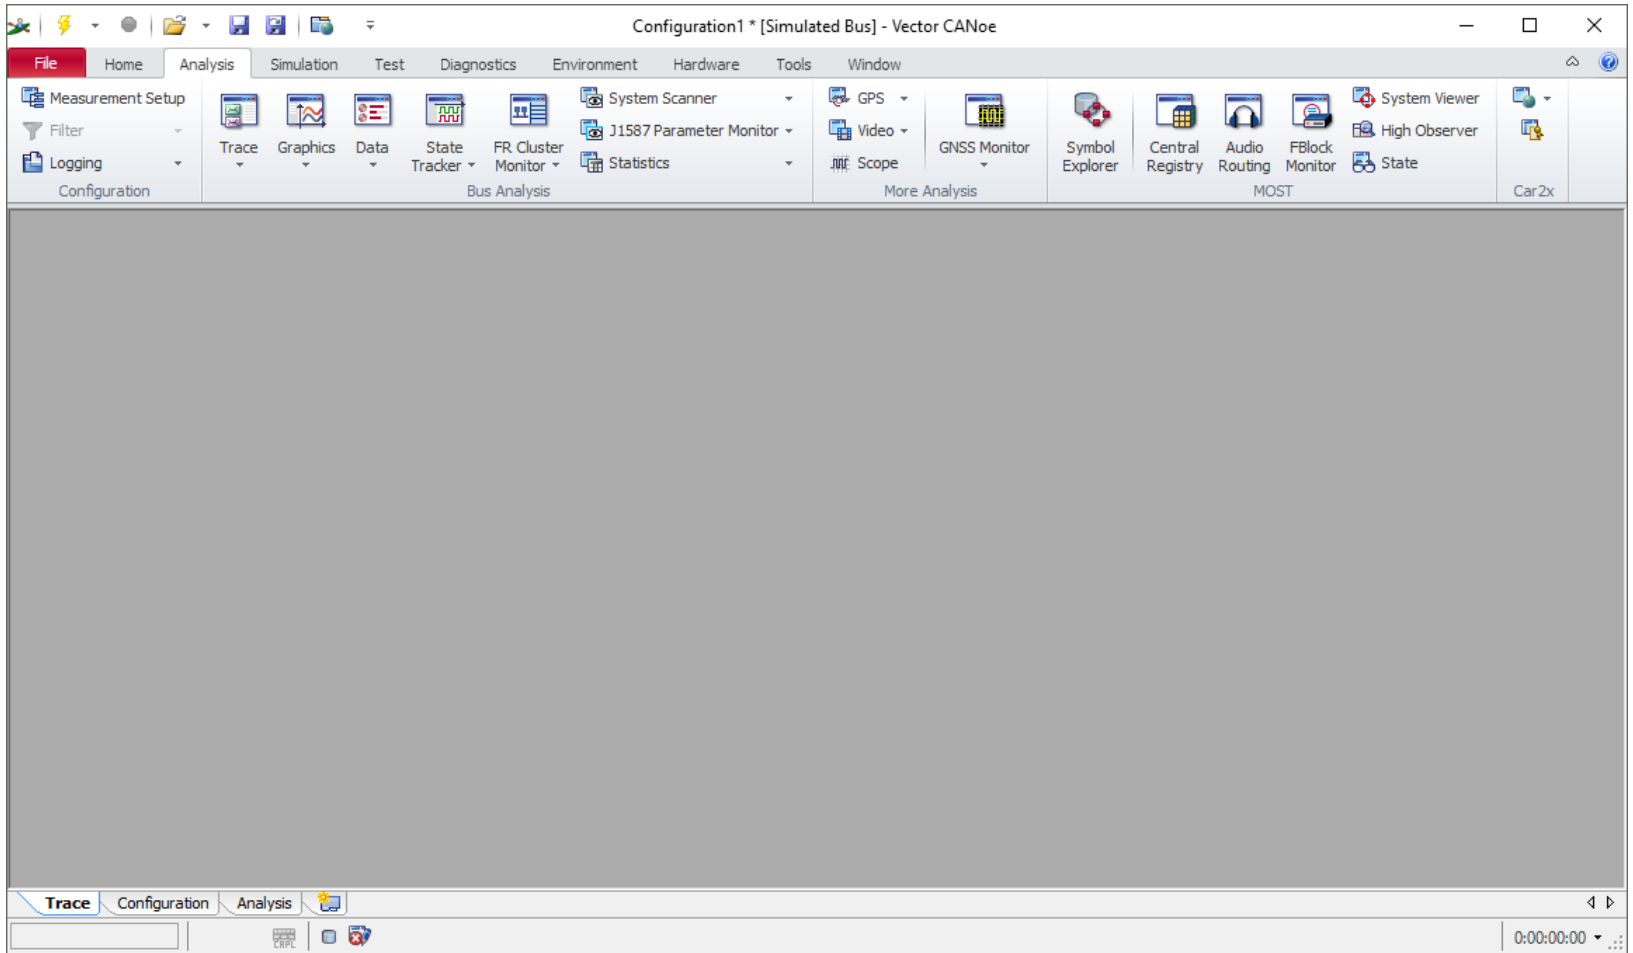 Configuration1 * [Simulated Bus] - Vector CANoe
File Home Analysis Simulation Test Diagnostics Environment Hardware Tools Window
Measurement Setup
Filter
Logging
Configuration
Trace
Graphics
Data
State
Tracker
FR Cluster
Monitor
System Scanner
J1587 Parameter Monitor
Statistics
Bus Analysis
GPS
Video
Scope
GNSS Monitor
More Analysis
Symbol
Explorer
Central
Registry
Audio
Routing
FBlock
Monitor
System Viewer
High Observer
State
MOST
Car2x
Trace Configuration Analysis
CAPL
0:00:00:00